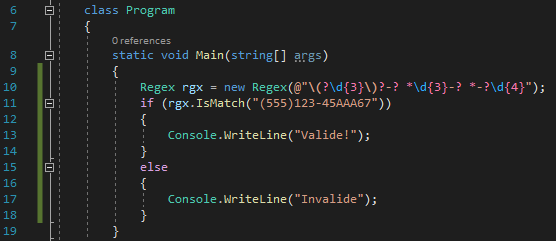 6 class Program
7 {
0 references
8 static void Main(string[] args)
9 {
10 Regex rgx = new Regex(@"\(?\d{3}\)?-? *\d{3}-? *-?\d{4}");
11 if (rgx.IsMatch("(555)123-45AAA67"))
12 {
13 Console.WriteLine("Valide!");
14 }
15 else
16 {
17 Console.WriteLine("Invalide");
18 }
19 }